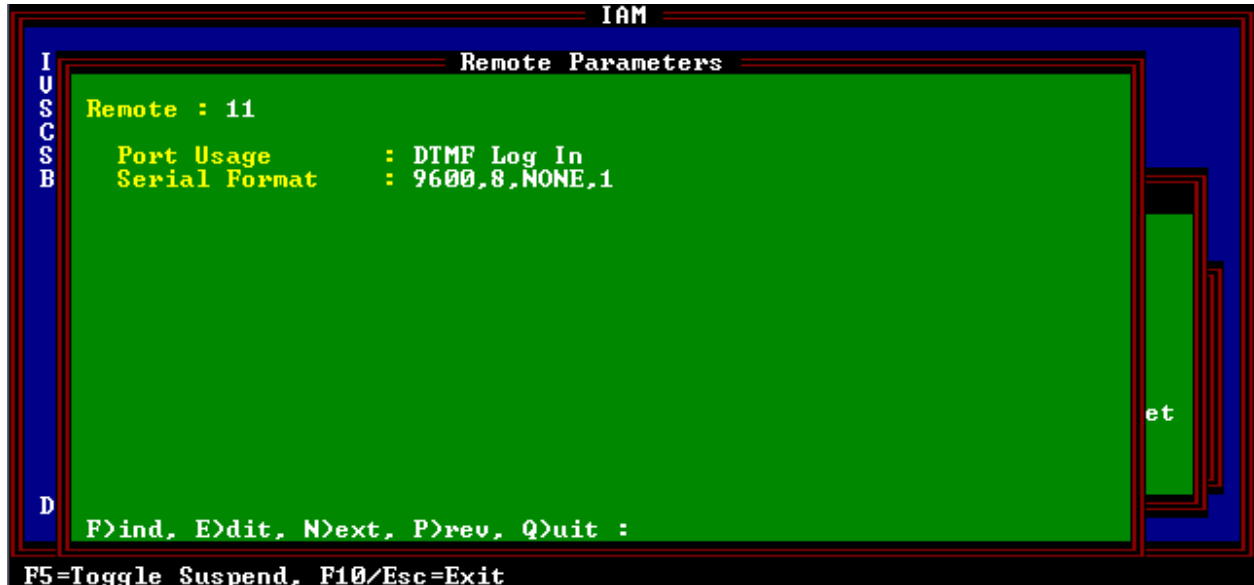 IAM
Remote Parameters
I
V
S
C
S
B
D
Remote : 11
Port Usage : DTMF Log In
Serial Format : 9600,8,NONE,1
et
F)ind, E)dit, N)ext, P)rev, Q)uit :
F5=Toggle Suspend, F10/Esc=Exit